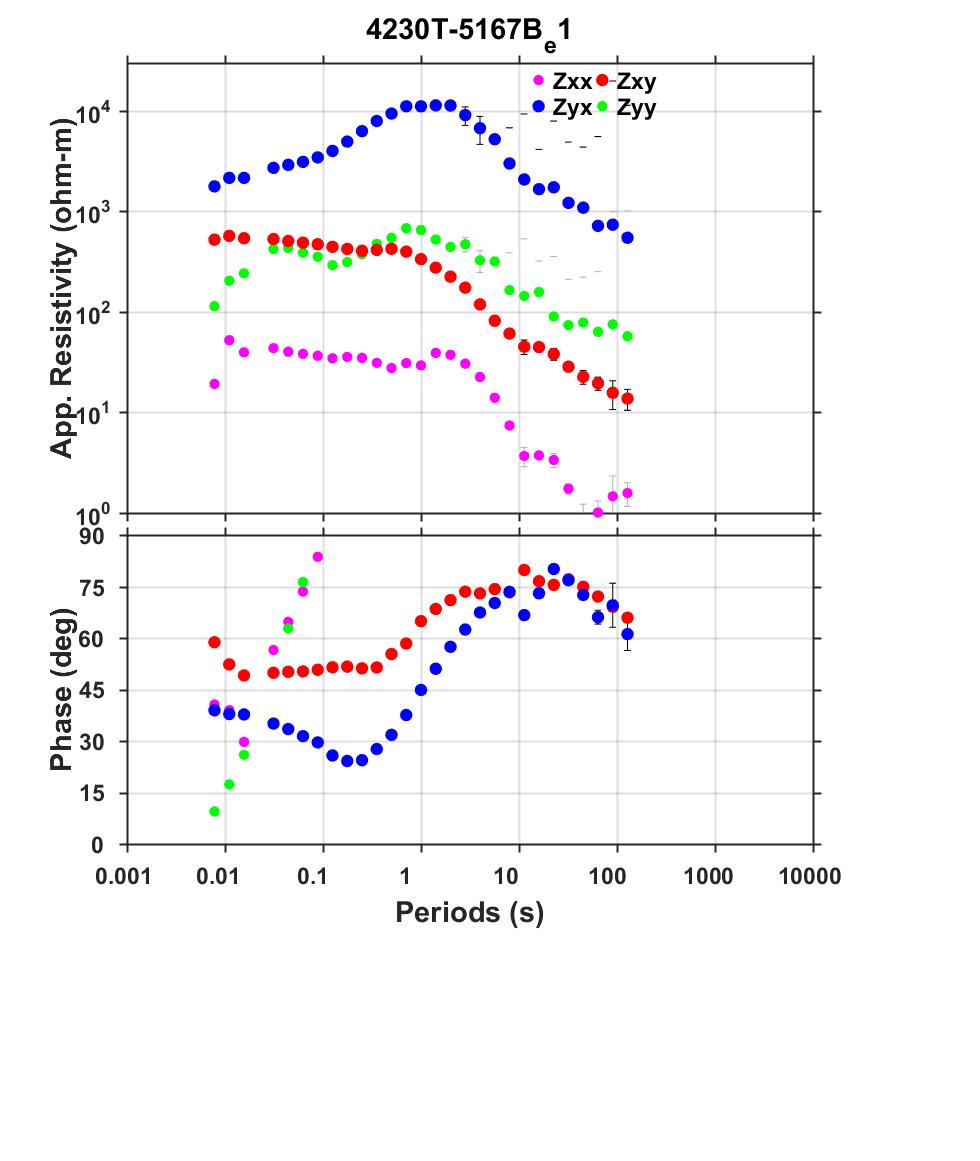 4230T-5167B_e1
Zxx Zxy
Zyx Zyy
App. Resistivity (ohm-m)
10^4
10^3
10^2
10^1
10^0
Phase (deg)
90
75
60
45
30
15
0
0.001 0.01 0.1 1 10 100 1000 10000
Periods (s)